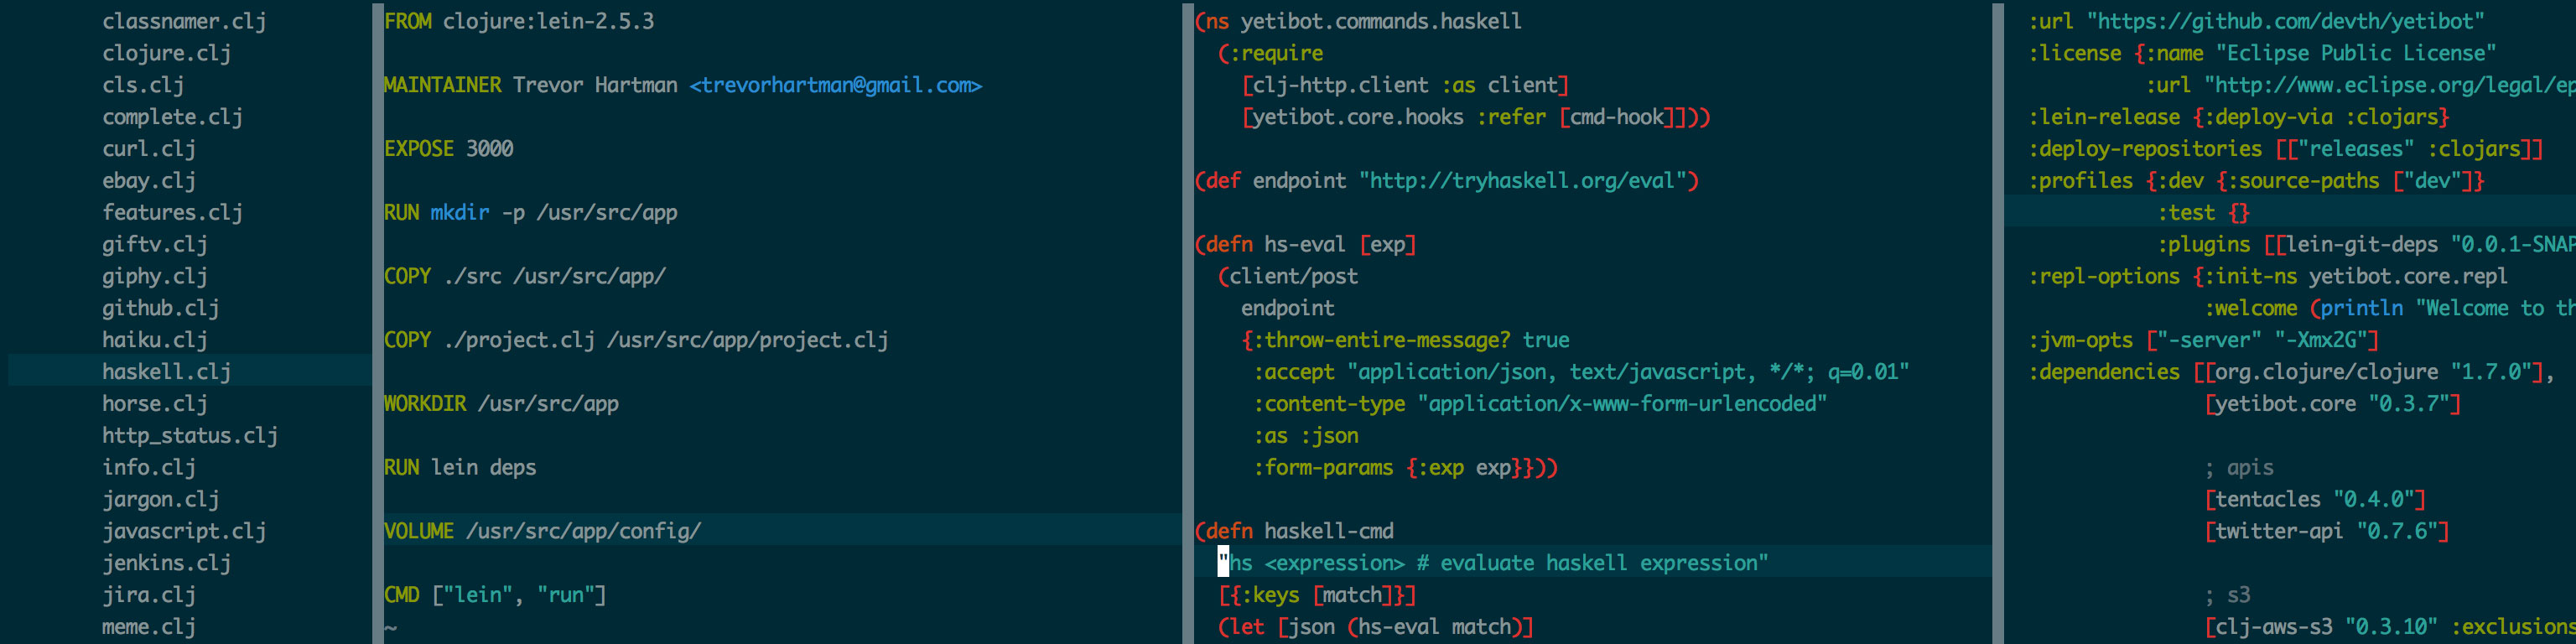 classnamer.clj
clojure.clj
cls.clj
complete.clj
curl.clj
ebay.clj
features.clj
giftv.clj
giphy.clj
github.clj
haiku.clj
haskell.clj
horse.clj
http_status.clj
info.clj
jargon.clj
javascript.clj
jenkins.clj
jira.clj
meme.clj
FROM clojure:lein-2.5.3
MAINTAINER Trevor Hartman <trevorhartman@gmail.com>
EXPOSE 3000
RUN mkdir -p /usr/src/app
COPY ./src /usr/src/app/
COPY ./project.clj /usr/src/app/project.clj
WORKDIR /usr/src/app
RUN lein deps
VOLUME /usr/src/app/config/
CMD ["lein", "run"]
~
(ns yetibot.commands.haskell
  (:require
    [clj-http.client :as client]
    [yetibot.core.hooks :refer [cmd-hook]]))
(def endpoint "http://tryhaskell.org/eval")
(defn hs-eval [exp]
  (client/post
    endpoint
    {:throw-entire-message? true
     :accept "application/json, text/javascript, */*; q=0.01"
     :content-type "application/x-www-form-urlencoded"
     :as :json
     :form-params {:exp exp}}))
(defn haskell-cmd
  "hs <expression> # evaluate haskell expression"
  [{:keys [match]}]
  (let [json (hs-eval match)]
:url "https://github.com/devth/yetibot"
:license {:name "Eclipse Public License"
          :url "http://www.eclipse.org/legal/ep
:lein-release {:deploy-via :clojars}
:deploy-repositories [["releases" :clojars]]
:profiles {:dev {:source-paths ["dev"]}
           :test {}
           :plugins [[lein-git-deps "0.0.1-SNAP
:repl-options {:init-ns yetibot.core.repl
               :welcome (println "Welcome to th
:jvm-opts ["-server" "-Xmx2G"]
:dependencies [[org.clojure/clojure "1.7.0"],
               [yetibot.core "0.3.7"]
               ; apis
               [tentacles "0.4.0"]
               [twitter-api "0.7.6"]
               ; s3
               [clj-aws-s3 "0.3.10" :exclusions